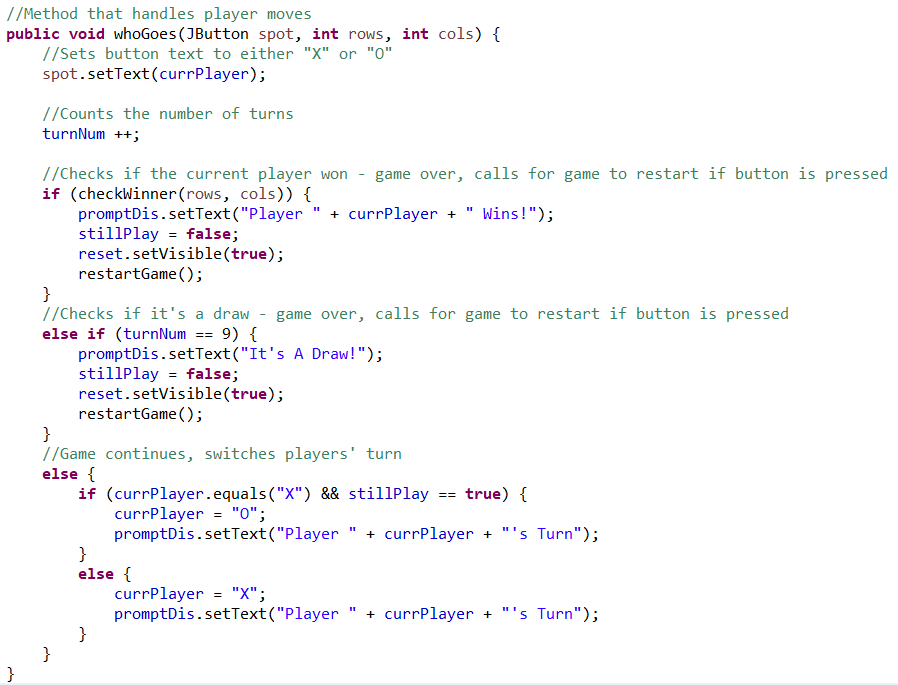 //Method that handles player moves
public void whoGoes(JButton spot, int rows, int cols) {
    //Sets button text to either "X" or "O"
    spot.setText(currPlayer);

    //Counts the number of turns
    turnNum ++;

    //Checks if the current player won - game over, calls for game to restart if button is pressed
    if (checkWinner(rows, cols)) {
        promptDis.setText("Player " + currPlayer + " Wins!");
        stillPlay = false;
        reset.setVisible(true);
        restartGame();
    }
    //Checks if it's a draw - game over, calls for game to restart if button is pressed
    else if (turnNum == 9) {
        promptDis.setText("It's A Draw!");
        stillPlay = false;
        reset.setVisible(true);
        restartGame();
    }
    //Game continues, switches players' turn
    else {
        if (currPlayer.equals("X") && stillPlay == true) {
            currPlayer = "O";
            promptDis.setText("Player " + currPlayer + "'s Turn");
        }
        else {
            currPlayer = "X";
            promptDis.setText("Player " + currPlayer + "'s Turn");
        }
    }
}